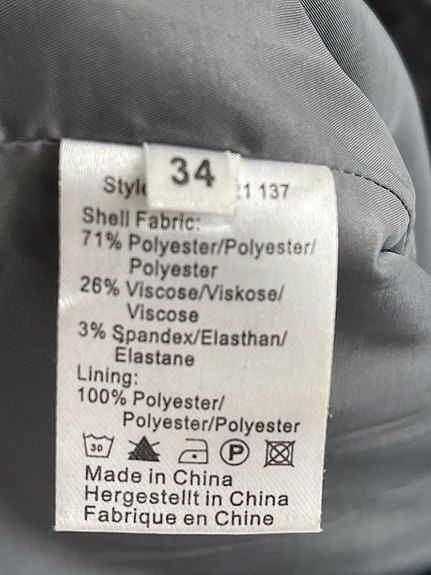 34
Style 21 137
Shell Fabric:
71% Polyester/Polyester/
Polyester
26% Viscose/Viskose/
Viscose
3% Spandex/Elasthan/
Elastane
Lining:
100% Polyester/
Polyester/Polyester
30 P
Made in China
Hergestellt in China
Fabrique en Chine